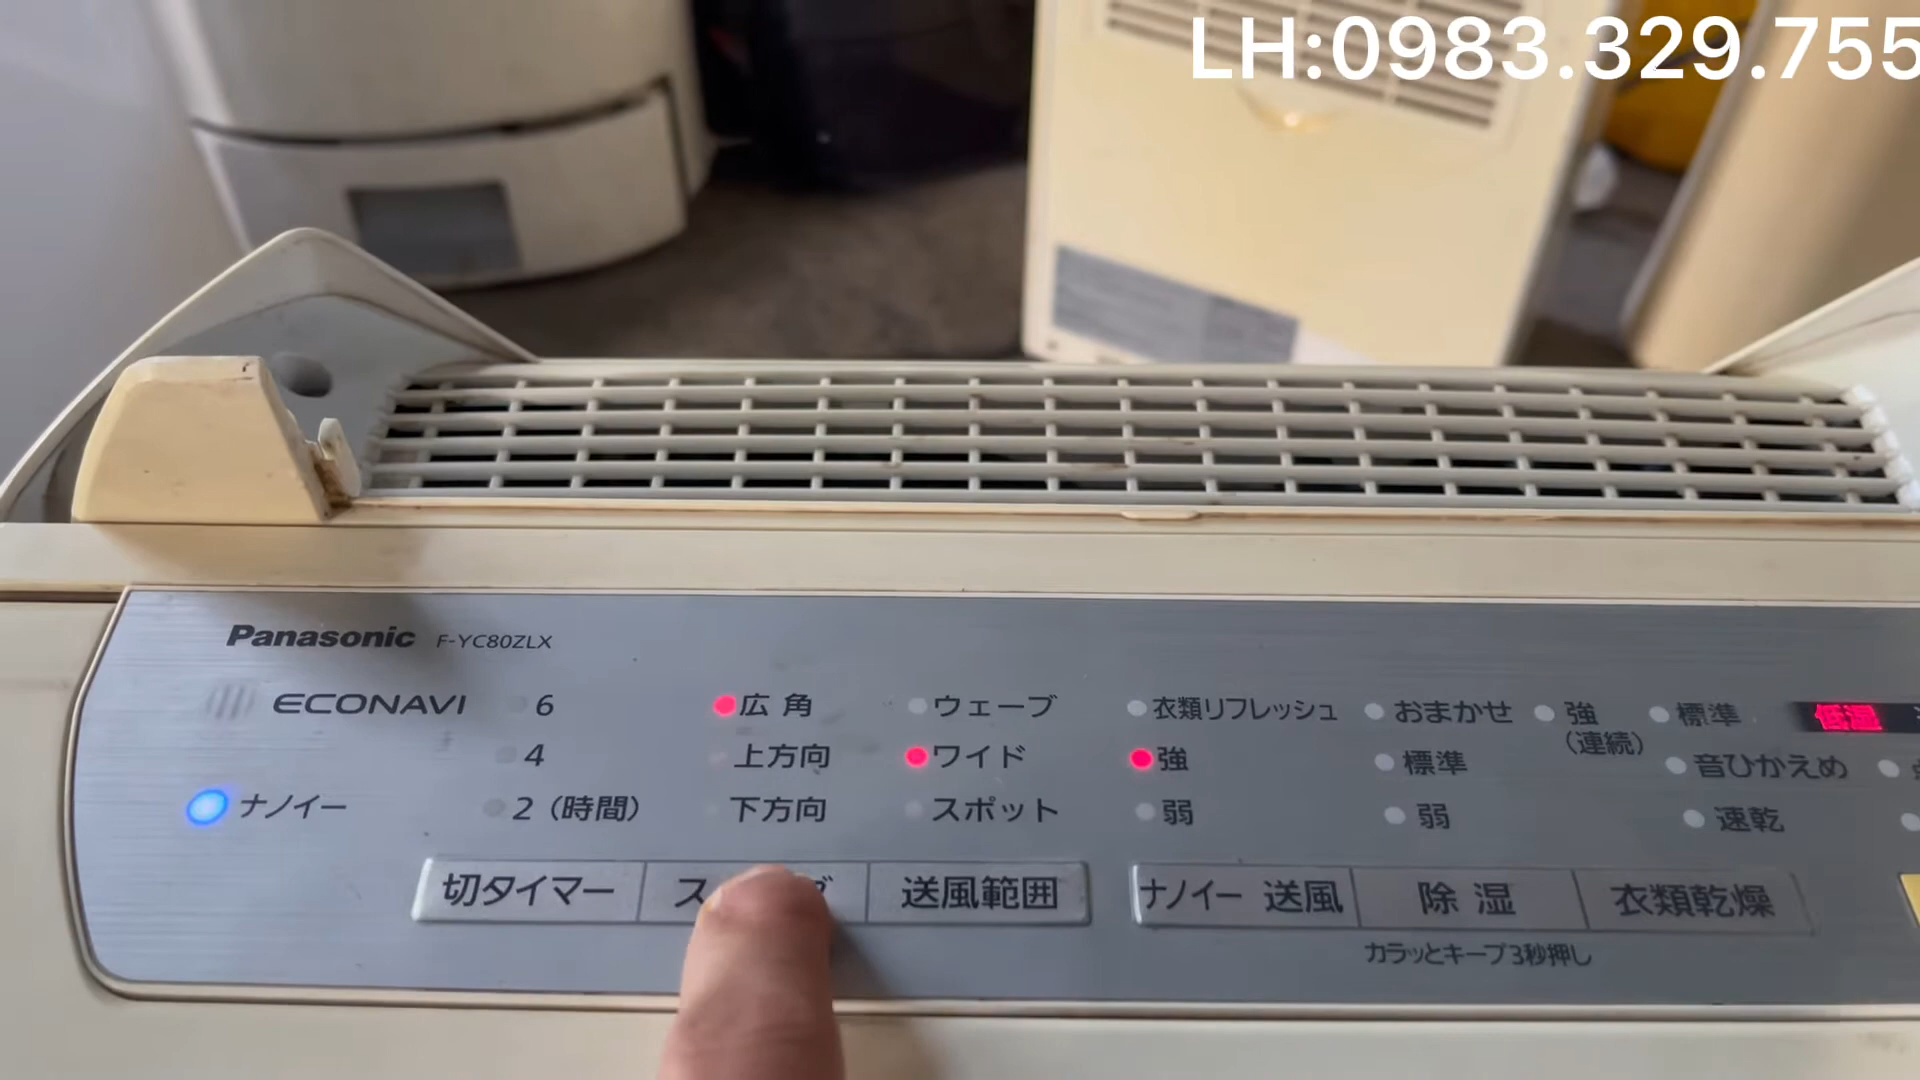 LH:0983.329.755
Panasonic F-YC80ZLX
ECONAVI 6 広角 ウェーブ 衣類リフレッシュ おまかせ 強 標準 低温
(連続)
4 上方向 ワイド 強 標準 音ひかえめ
ナノイー 2(時間) 下方向 スポット 弱 弱 速乾
切タイマー ス グ 送風範囲 ナノイー 送風 除湿 衣類乾燥
カラッとキープ3秒押し